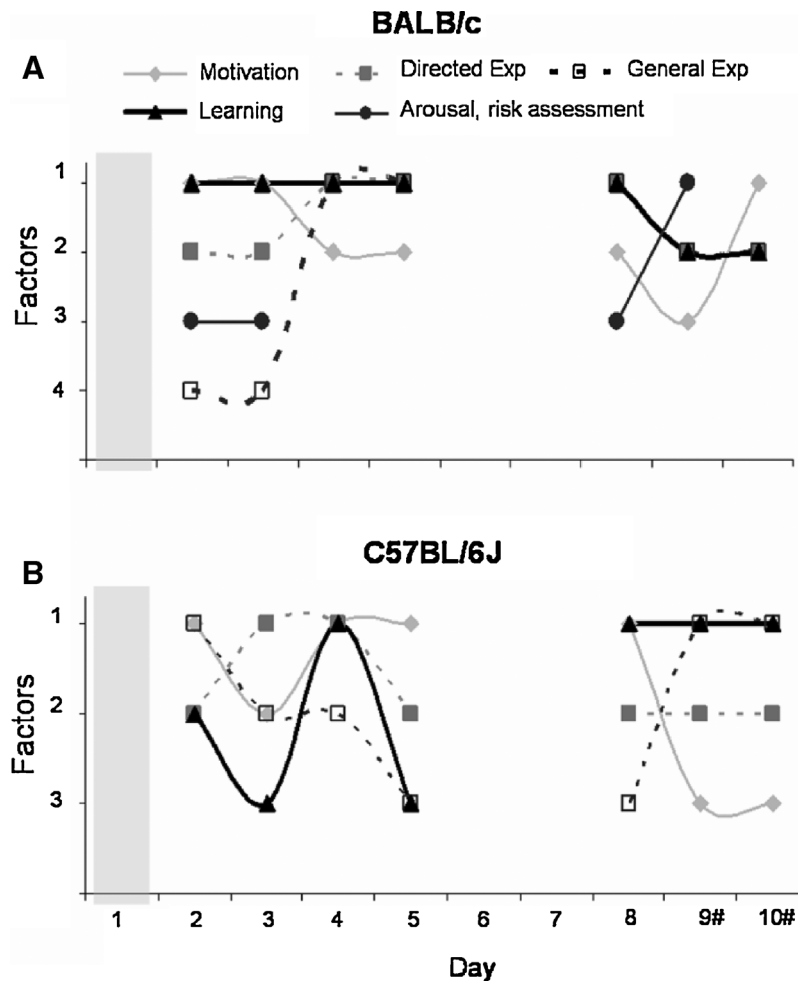 BALB/c
A
Motivation Directed Exp General Exp
Learning Arousal, risk assessment
1
2
3
4
Factors
C57BL/6J
B
1
2
3
Factors
1 2 3 4 5 6 7 8 9# 10#
Day